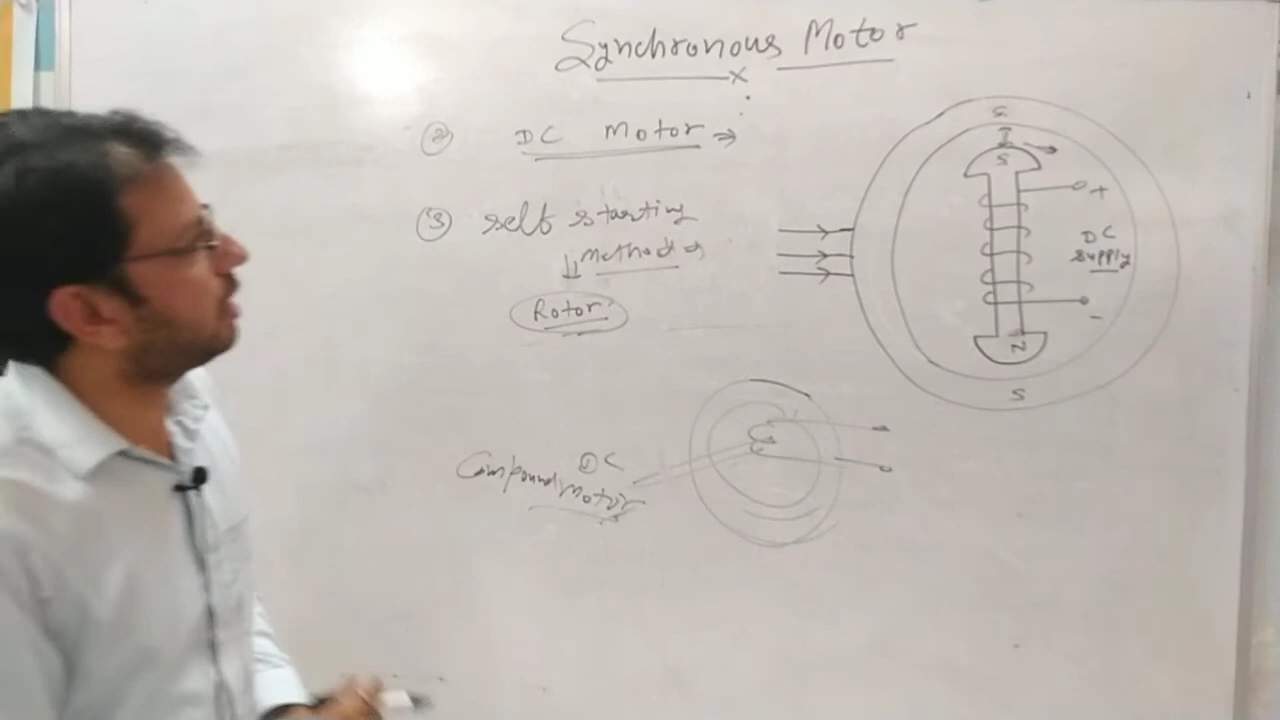 Synchronous Motor
② DC Motor →
③ self starting
methods
Rotor
S
S
+
DC
supply
-
N
S
Compound DC
Motor